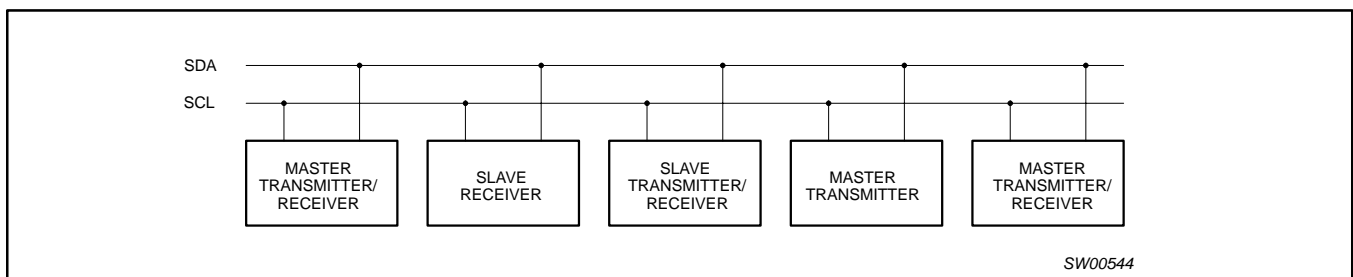 SDA
SCL
MASTER
TRANSMITTER/
RECEIVER
SLAVE
RECEIVER
SLAVE
TRANSMITTER/
RECEIVER
MASTER
TRANSMITTER
MASTER
TRANSMITTER/
RECEIVER
SW00544